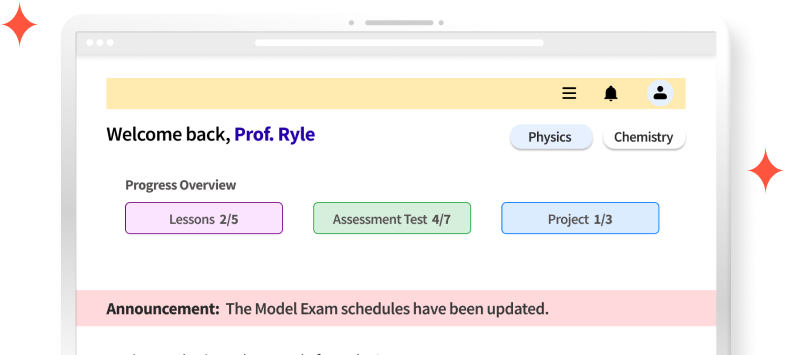 Welcome back, Prof. Ryle
Physics
Chemistry
Progress Overview
Lessons 2/5
Assessment Test 4/7
Project 1/3
Announcement: The Model Exam schedules have been updated.